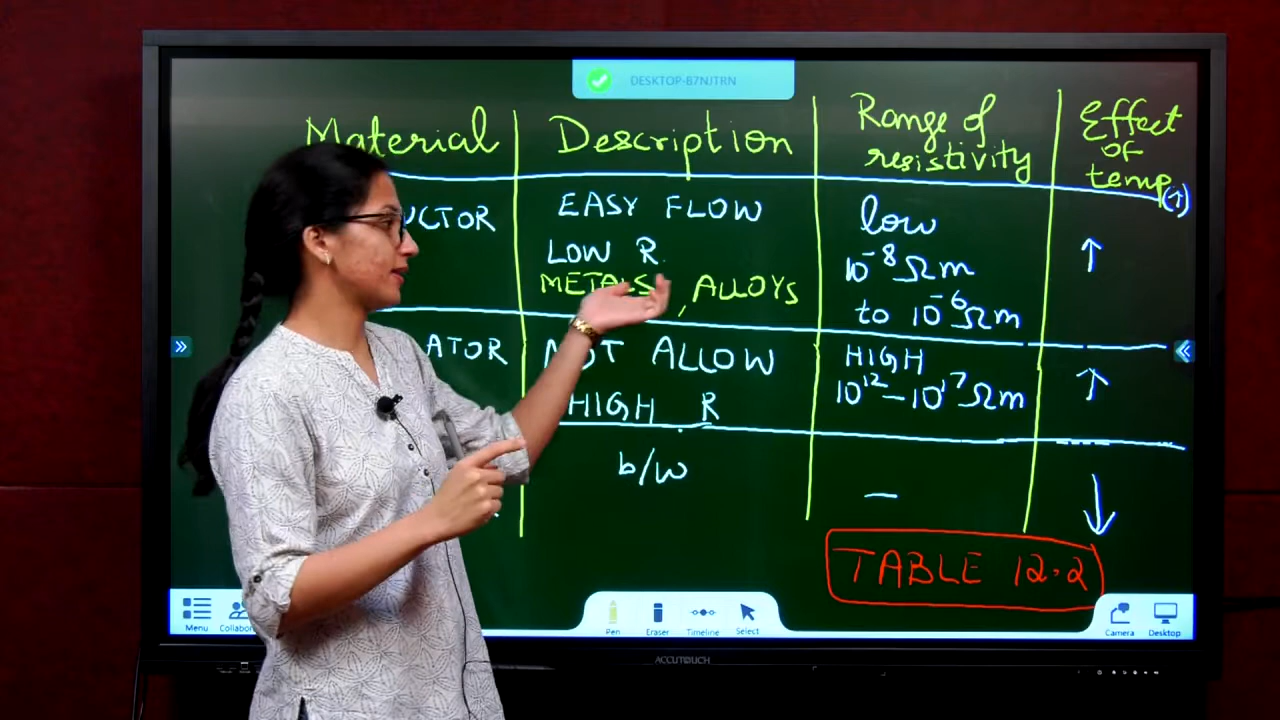 DESKTOP-B7NJTRN
Material Description Range of resistivity Effect of temp (↑)
UCTOR EASY FLOW low ↑
LOW R 10⁻⁸ Ωm
METALS, ALLOYS to 10⁻⁶ Ωm
ATOR NOT ALLOW HIGH ↑
HIGH R 10¹² – 10¹⁷ Ωm
b/w — ↓
TABLE 12.2
Menu Pen Eraser Timeline Select Camera Desktop
ACCUTOUCH